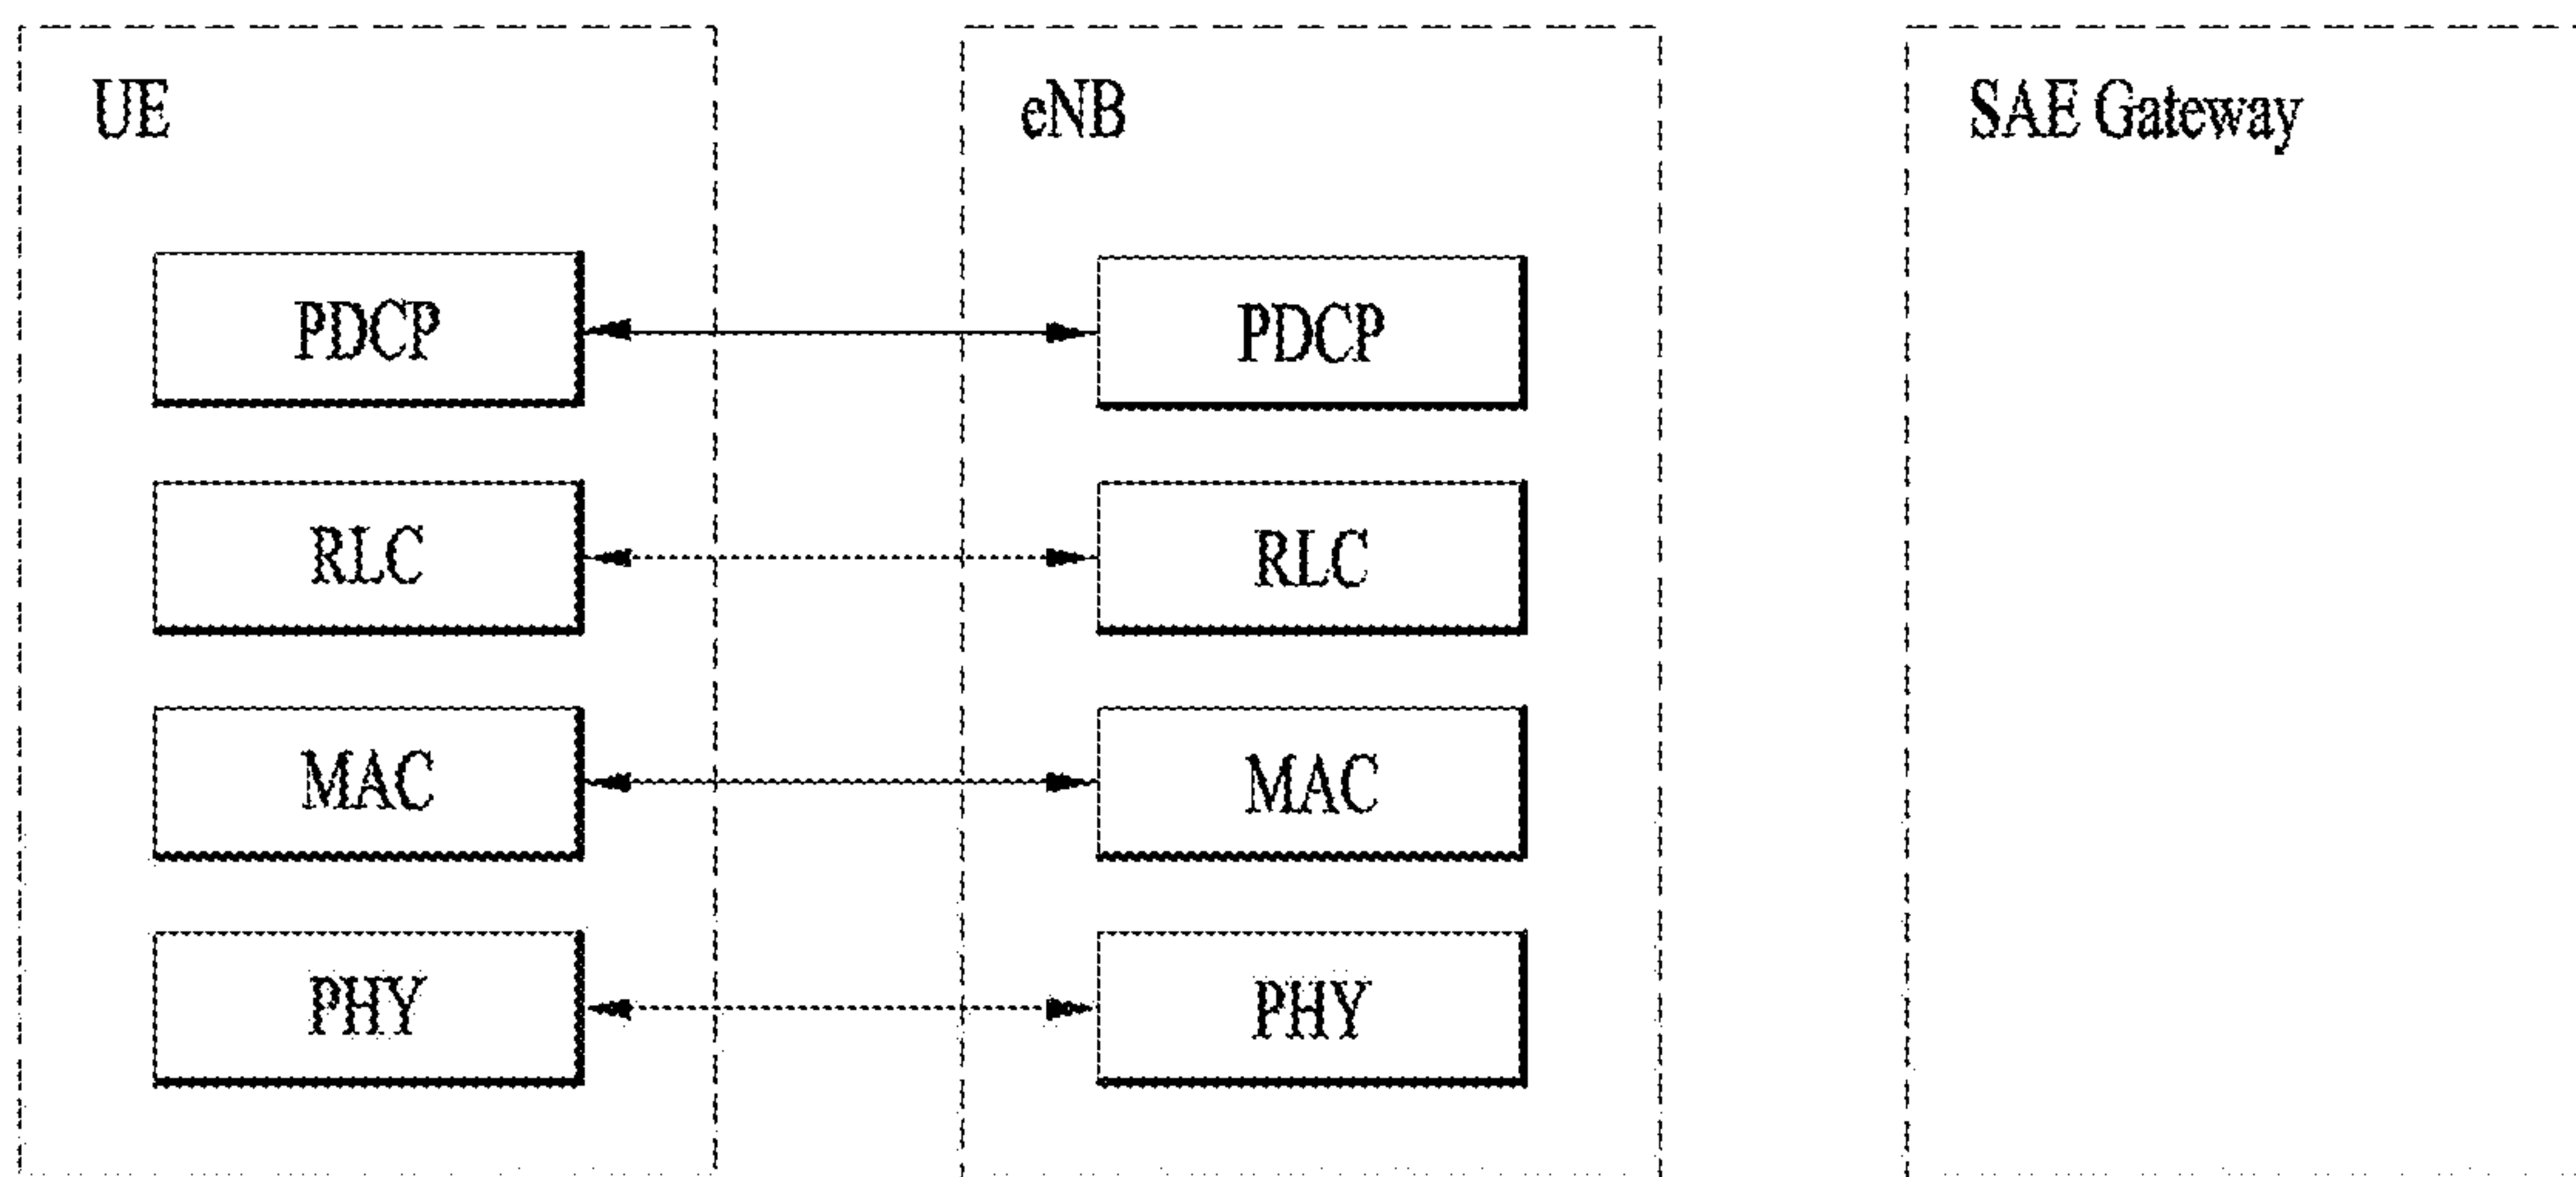 UE
eNB
SAE Gateway
PDCP
PDCP
RLC
RLC
MAC
MAC
PHY
PHY